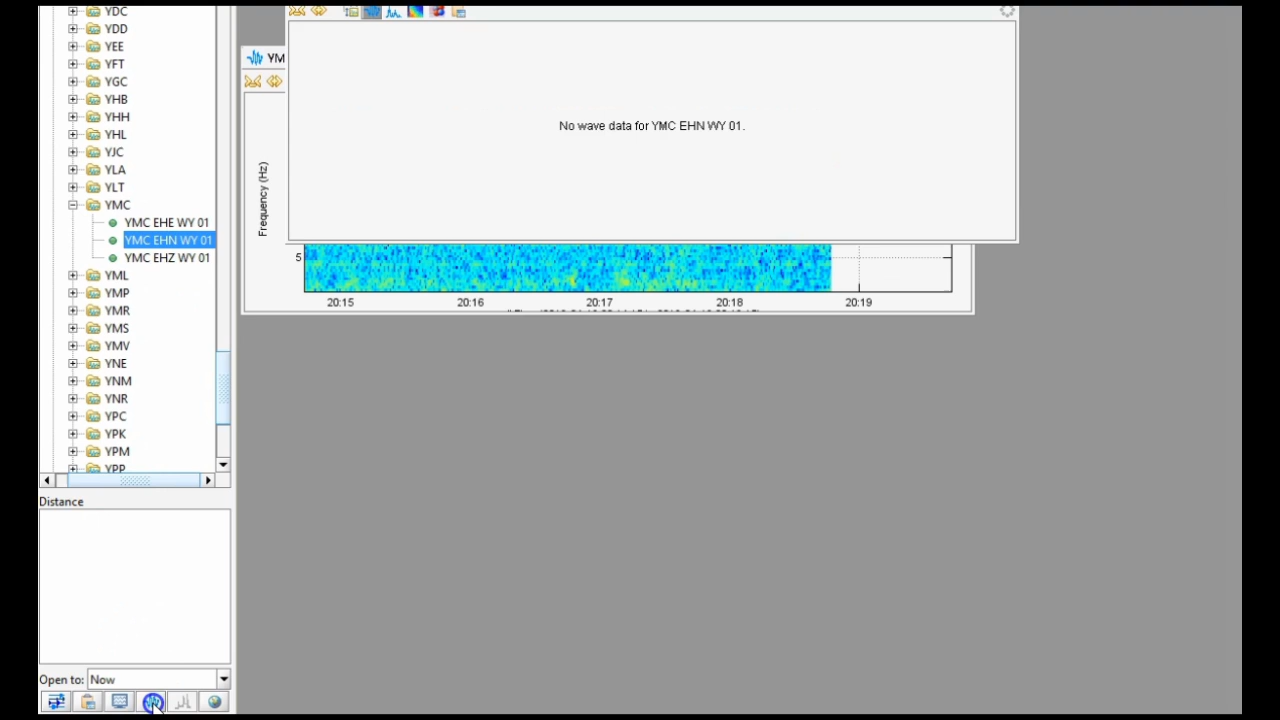 YDC
YDD
YEE
YFT
YGC
YHB
YHH
YHL
YJC
YLA
YLT
YMC
YMC EHE WY 01
YMC EHN WY 01
YMC EHZ WY 01
YML
YMP
YMR
YMS
YMV
YNE
YNM
YNR
YPC
YPK
YPM
YPP
Distance
Open to: Now
YM
No wave data for YMC EHN WY 01.
Frequency (Hz)
5
20:15 20:16 20:17 20:18 20:19